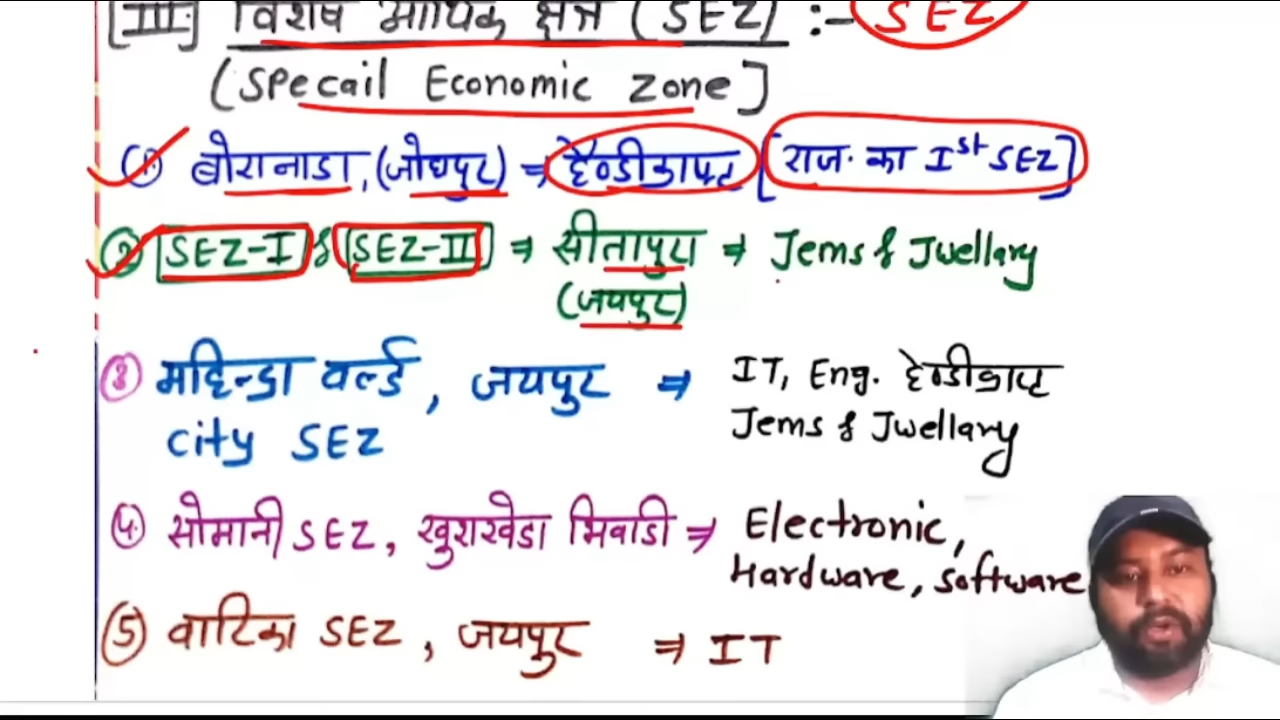 [III] विशेष आर्थिक क्षेत्र (SEZ) :- SEZ
(Specail Economic Zone]
① बोरानाडा, (जोधपुर) ⇒ हैण्डीक्राफ्ट [राज. का Ist SEZ]
② [SEZ-I] & [SEZ-II] ⇒ सीतापुरा ⇒ Jems & Jwellary
(जयपुर)
③ महिन्द्रा वर्ल्ड, जयपुर ⇒ IT, Eng. हेण्डीक्राफ्ट
city SEZ Jems & Jwellary
④ सोमानी SEZ, खुशखेडा भिवाडी ⇒ Electronic,
Hardware, software
⑤ वाटिका SEZ, जयपुर ⇒ IT